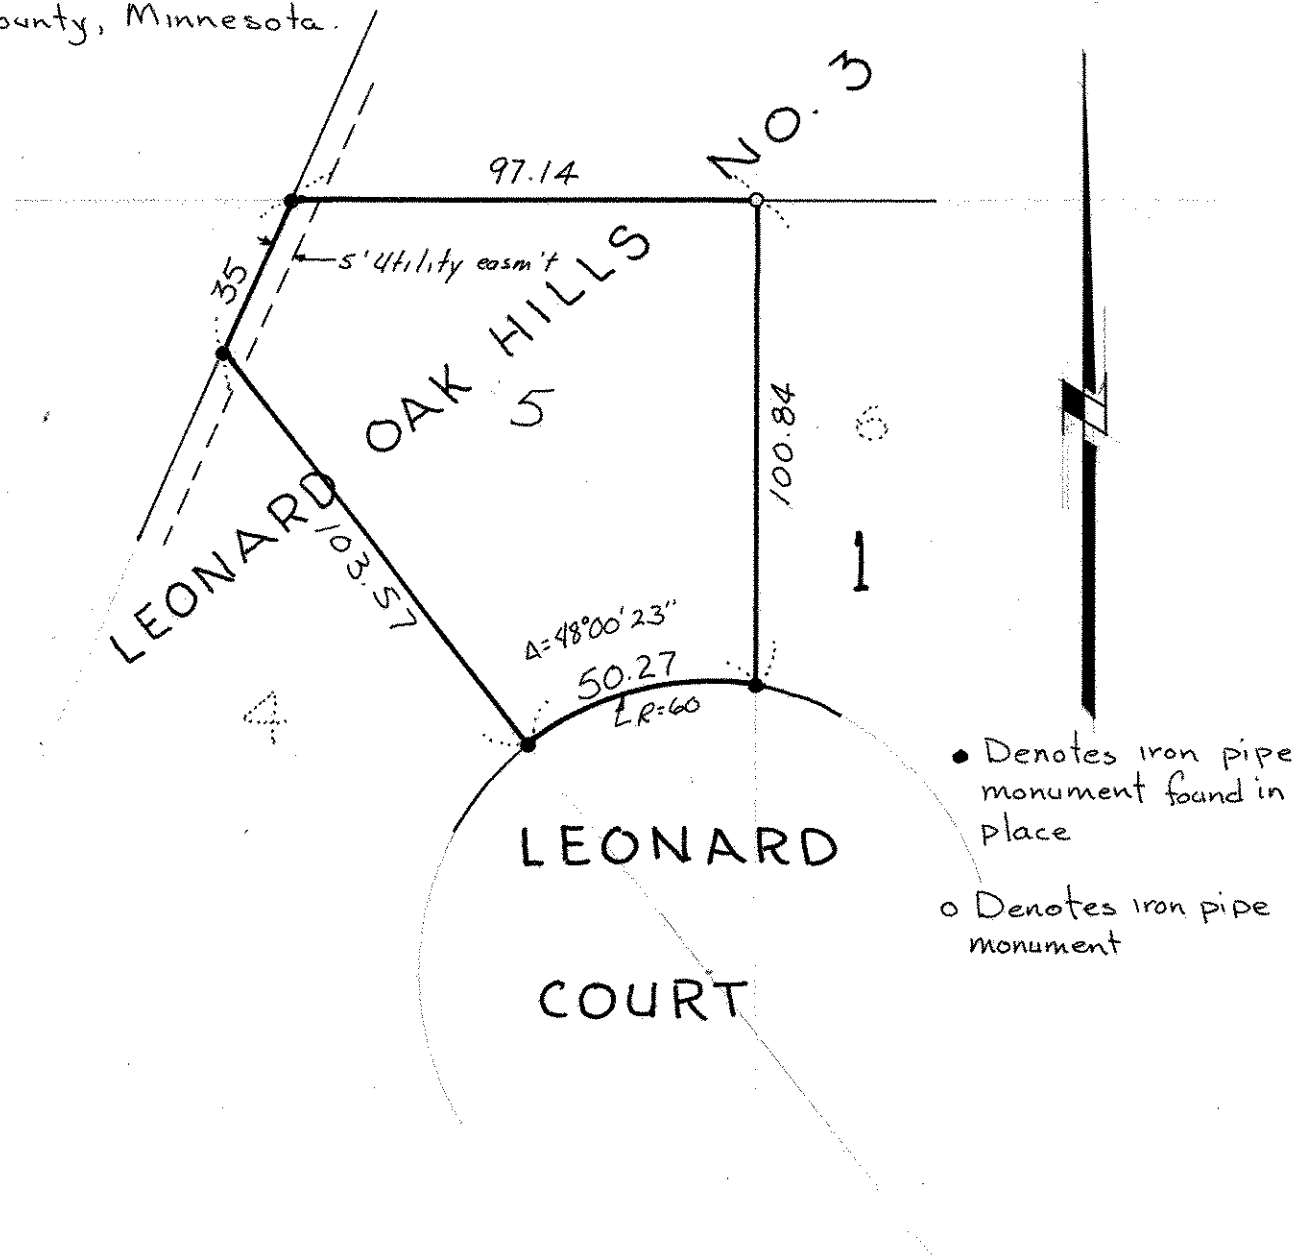 ounty, Minnesota.
LEONARD OAK HILLS NO. 3
97.14
35
5' Utility easm't
5
100.84
6
1
103.57
Δ=48°00'23"
50.27
R=60
4
LEONARD
COURT
● Denotes iron pipe
monument found in
place
○ Denotes iron pipe
monument